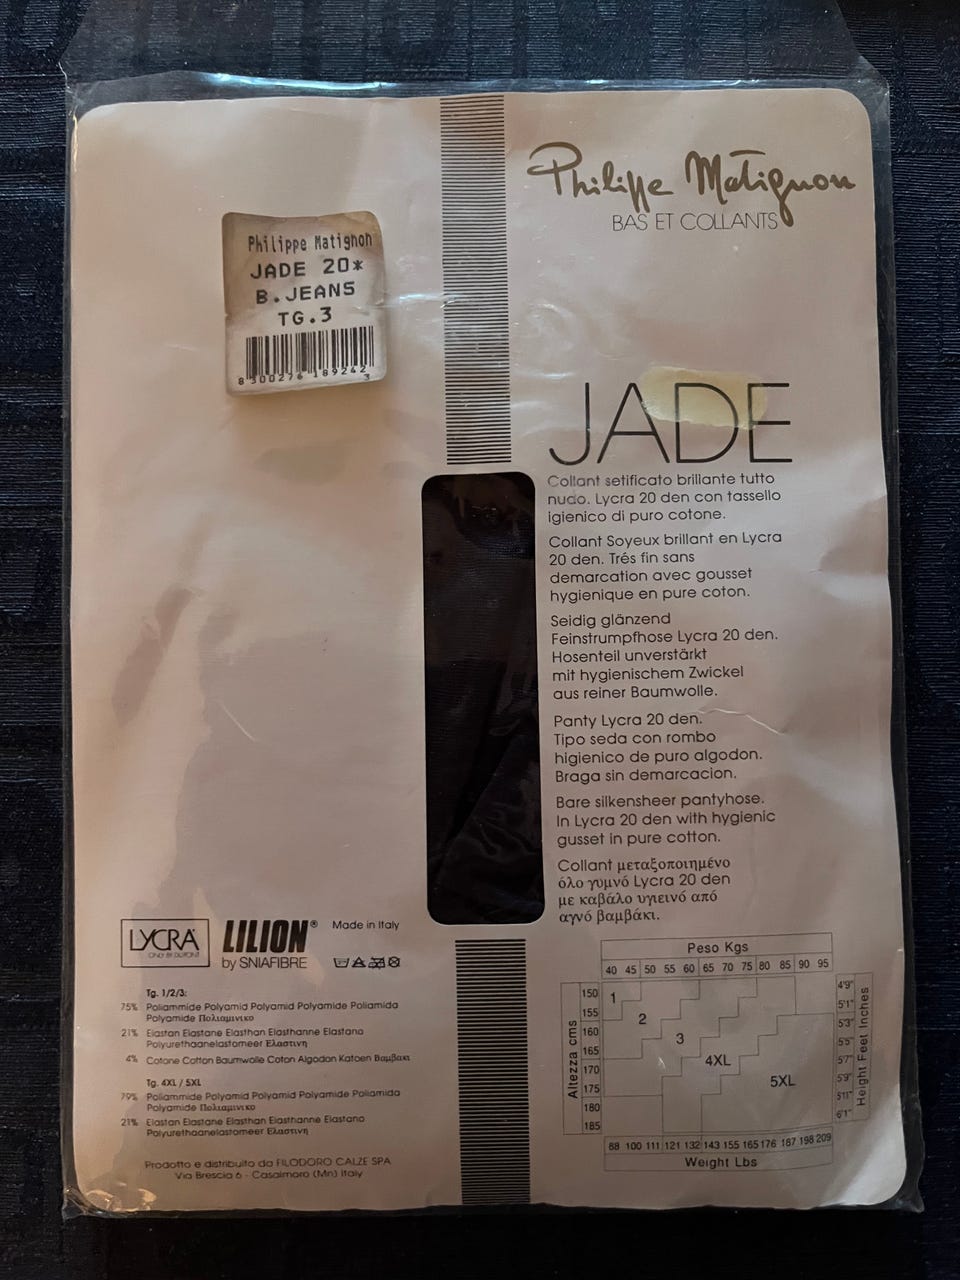 Philippe Matignon
BAS ET COLLANTS
Philippe Matignon
JADE 20*
B.JEANS
TG.3
8 300276 189242 3
JADE
Collant setificato brillante tutto
nudo. Lycra 20 den con tassello
igienico di puro cotone.
Collant Soyeux brillant en Lycra
20 den. Trés fin sans
demarcation avec gousset
hygienique en pure coton.
Seidig glänzend
Feinstrumpfhose Lycra 20 den.
Hosenteil unverstärkt
mit hygienischem Zwickel
aus reiner Baumwolle.
Panty Lycra 20 den.
Tipo seda con rombo
higienico de puro algodon.
Braga sin demarcacion.
Bare silkensheer pantyhose.
In Lycra 20 den with hygienic
gusset in pure cotton.
Collant μεταξοποιημένο
όλο γυμνό Lycra 20 den
με καβάλο υγιεινό από
αγνό βαμβάκι.
LYCRA
ONLY BY DUPONT
LILION®
by SNIAFIBRE
Made in Italy
Tg. 1/2/3:
75% Poliammide Polyamid Polyamid Polyamide Poliamida
Polyamide Πολιαμινικο
21% Elastan Elastane Elasthan Elasthanne Elastano
Polyurethaanelastomeer Ελαστινη
4% Cotone Cotton Baumwolle Coton Algodon Katoen Βαμβακι
Tg. 4XL / 5XL
79% Poliammide Polyamid Polyamid Polyamide Poliamida
Polyamide Πολιαμινικο
21% Elastan Elastane Elasthan Elasthanne Elastano
Polyurethaanelastomeer Ελαστινη
Prodotto e distribuito da FILODORO CALZE SPA
Via Brescia 6 - Casalmoro (Mn) Italy
Peso Kgs
40 45 50 55 60 65 70 75 80 85 90 95
Altezza cms
150
155
160
165
170
175
180
185
1
2
3
4XL
5XL
4'9"
5'1"
5'3"
5'5"
5'7"
5'9"
5'11"
6'1"
Height Feet Inches
88 100 111 121 132 143 155 165 176 187 198 209
Weight Lbs